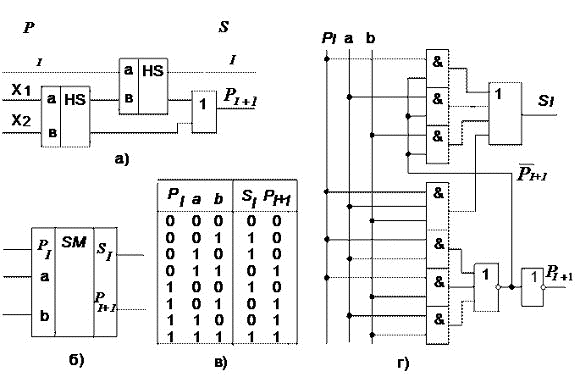 P S
I I
a HS
в
X1 a HS
X2 в
1 P I+1
а)
P I SM S I
a P I+1
b
б)
P I a b S I P I+1
0 0 0 0 0
0 0 1 1 0
0 1 0 1 0
0 1 1 0 1
1 0 0 1 0
1 0 1 0 1
1 1 0 0 1
1 1 1 1 1
в)
PI a b
&
&
&
1 SI
P̅ I+1
&
&
&
&
1 1 P I+1
г)